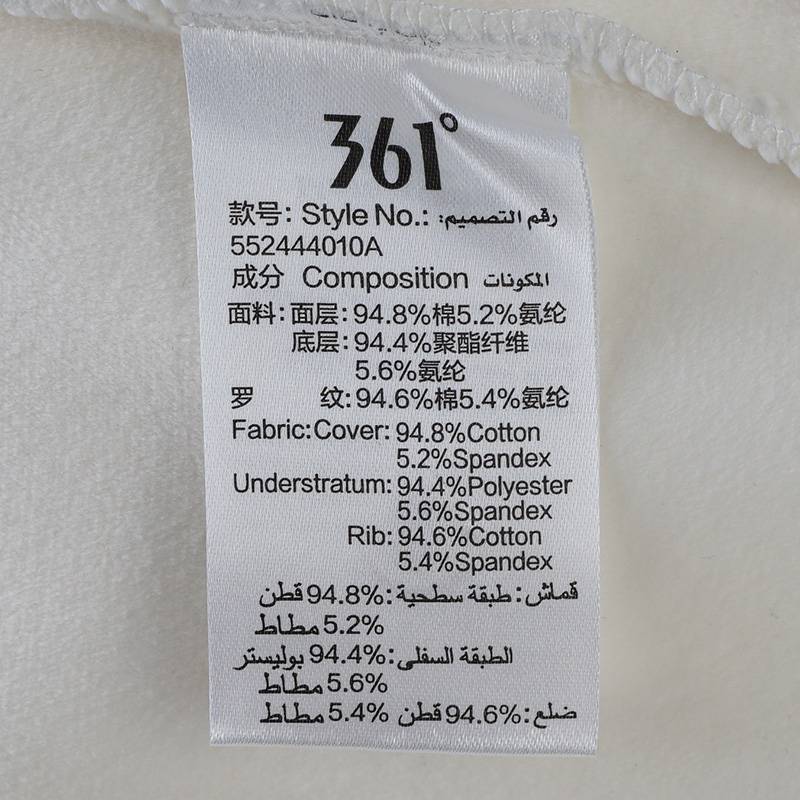 361°
款号: Style No.: رقم التصميم:
552444010A
成分 Composition المكونات
面料: 面层: 94.8%棉5.2%氨纶
底层: 94.4%聚酯纤维
5.6%氨纶
罗 纹: 94.6%棉5.4%氨纶
Fabric:Cover: 94.8%Cotton
5.2%Spandex
Understratum: 94.4%Polyester
5.6%Spandex
Rib: 94.6%Cotton
5.4%Spandex
قماش: طبقة سطحية: 94.8% قطن
5.2% مطاط
الطبقة السفلى: 94.4% بوليستر
5.6% مطاط
ضلع: 94.6% قطن 5.4% مطاط